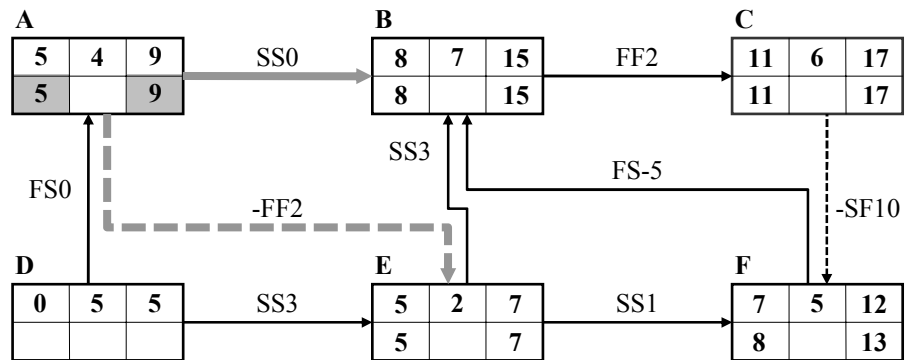 A B C
5 4 9 SS0 8 7 15 FF2 11 6 17
5 9 8 15 11 17
SS3
FS-5
FS0 -FF2 -SF10
D E F
0 5 5 SS3 5 2 7 SS1 7 5 12
5 7 8 13